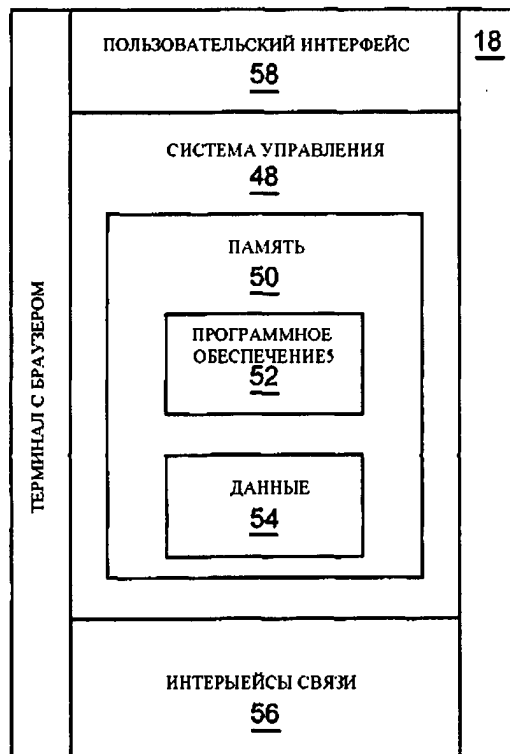 ПОЛЬЗОВАТЕЛЬСКИЙ ИНТЕРФЕЙС
58
18
СИСТЕМА УПРАВЛЕНИЯ
48
ПАМЯТЬ
50
ПРОГРАММНОЕ
ОБЕСПЕЧЕНИЕ5
52
ДАННЫЕ
54
ТЕРМИНАЛ С БРАУЗЕРОМ
ИНТЕРЫЕЙСЫ СВЯЗИ
56